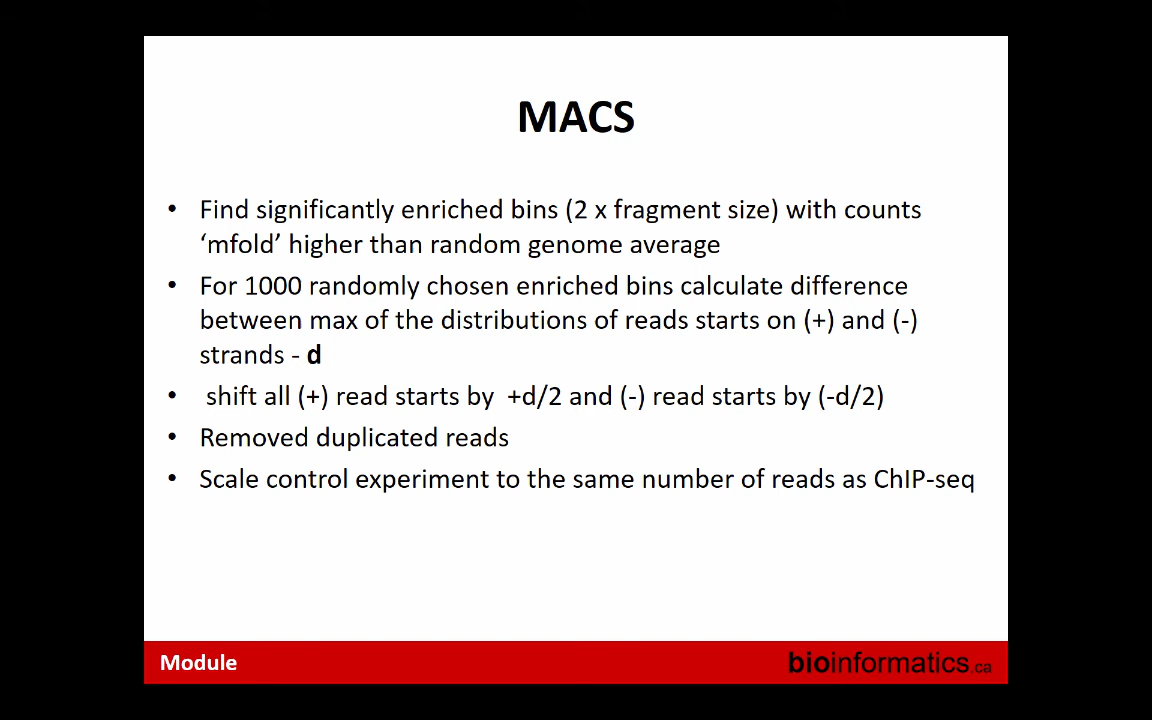 MACS
• Find significantly enriched bins (2 x fragment size) with counts
‘mfold’ higher than random genome average
• For 1000 randomly chosen enriched bins calculate difference
between max of the distributions of reads starts on (+) and (-)
strands - d
• shift all (+) read starts by +d/2 and (-) read starts by (-d/2)
• Removed duplicated reads
• Scale control experiment to the same number of reads as ChIP-seq
Module
bioinformatics.ca